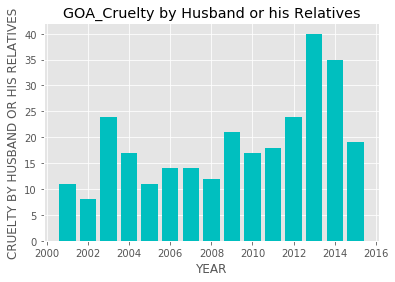 GOA_Cruelty by Husband or his Relatives
CRUELTY BY HUSBAND OR HIS RELATIVES
40
35
30
25
20
15
10
5
0
2000 2002 2004 2006 2008 2010 2012 2014 2016
YEAR